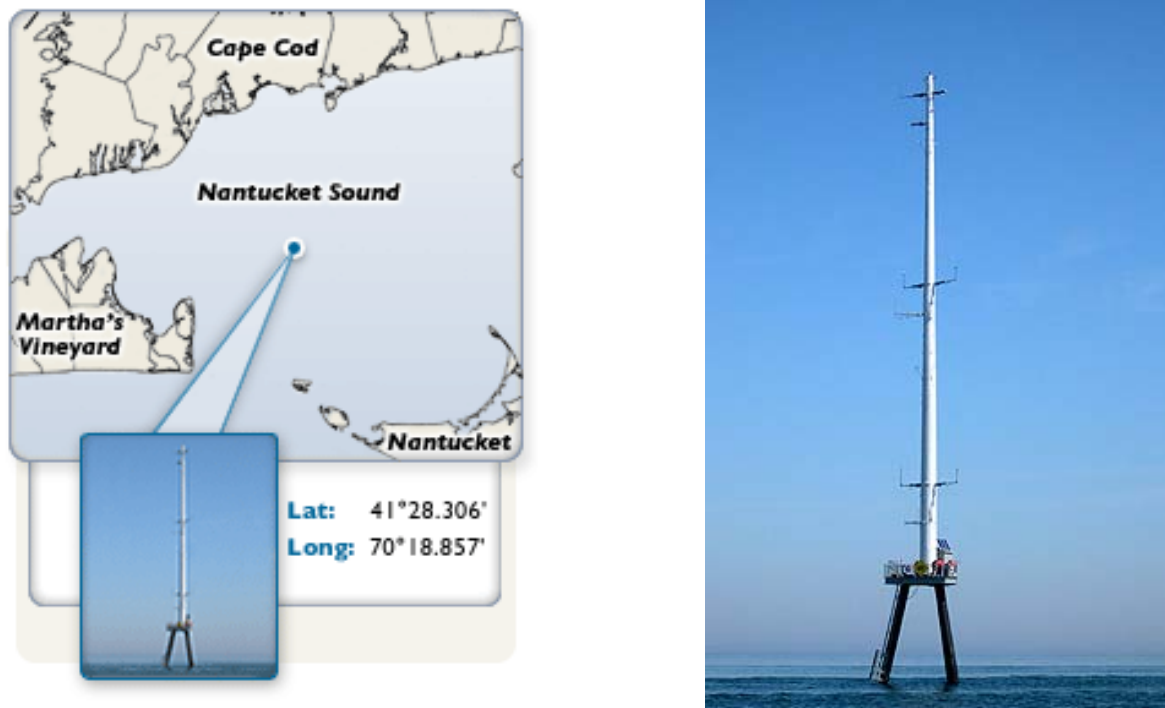 Cape Cod
Nantucket Sound
Martha's
Vineyard
Nantucket
Lat: 41°28.306'
Long: 70°18.857'